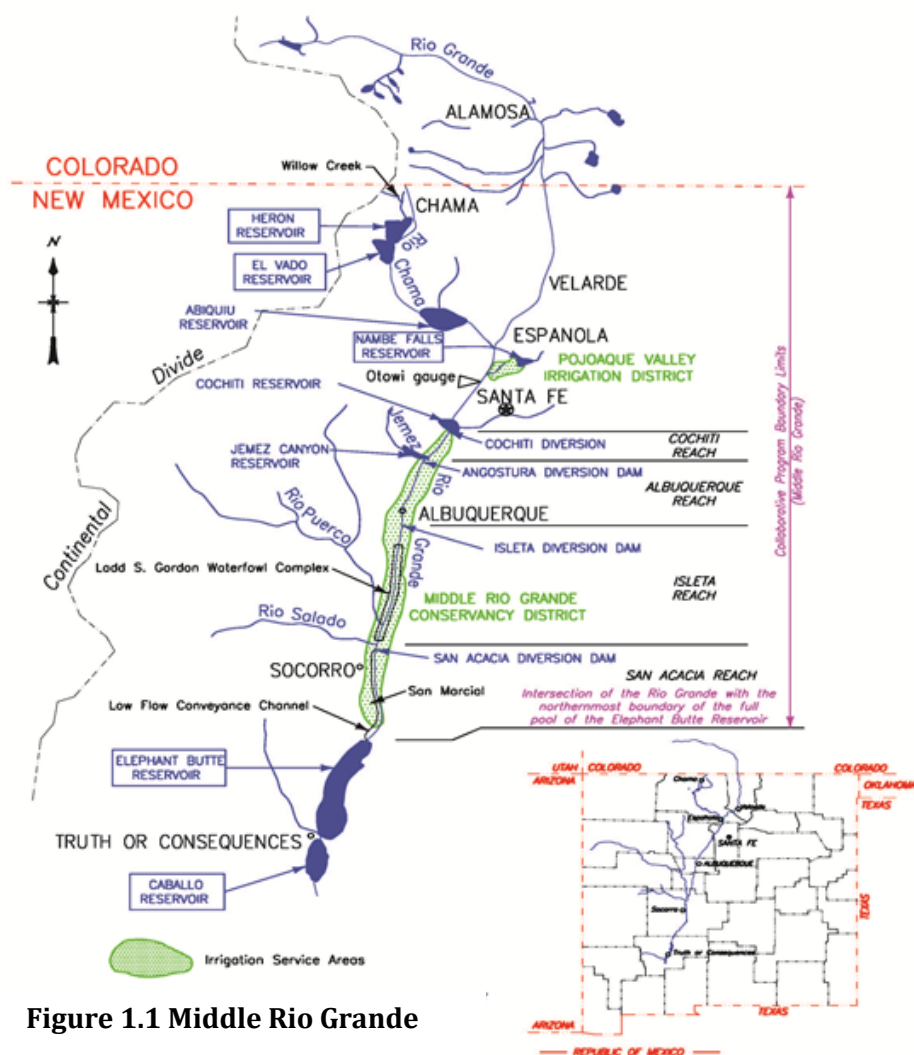 Rio Grande
ALAMOSA
Willow Creek
COLORADO
NEW MEXICO
CHAMA
HERON
RESERVOIR
EL VADO
RESERVOIR
Rio
Chama
N
VELARDE
ABIQUIU
RESERVOIR
ESPANOLA
NAMBE FALLS
RESERVOIR
POJOAQUE VALLEY
IRRIGATION DISTRICT
Divide
Otowi gauge
COCHITI RESERVOIR
SANTA FE
Jemez
COCHITI DIVERSION
COCHITI
REACH
JEMEZ CANYON
RESERVOIR
ANGOSTURA DIVERSION DAM
Rio
ALBUQUERQUE
REACH
Rio Puerco
ALBUQUERQUE
ISLETA DIVERSION DAM
Grande
Continental
Ladd S. Gordon Waterfowl Complex
ISLETA
REACH
MIDDLE RIO GRANDE
CONSERVANCY DISTRICT
Rio Salado
SAN ACACIA DIVERSION DAM
SOCORRO
SAN ACACIA REACH
San Marcial
Intersection of the Rio Grande with the
northernmost boundary of the full
pool of the Elephant Butte Reservoir
Low Flow Conveyance Channel
Collaborative Program Boundary Limits
(Middle Rio Grande)
ELEPHANT BUTTE
RESERVOIR
TRUTH OR CONSEQUENCES
CABALLO
RESERVOIR
Irrigation Service Areas
UTAH
COLORADO
COLORADO
ARIZONA
OKLAHOMA
TEXAS
Chama
Espanola
SANTA FE
ALBUQUERQUE
TEXAS
Socorro
Truth or Consequences
TEXAS
ARIZONA
REPUBLIC OF MEXICO
Figure 1.1 Middle Rio Grande